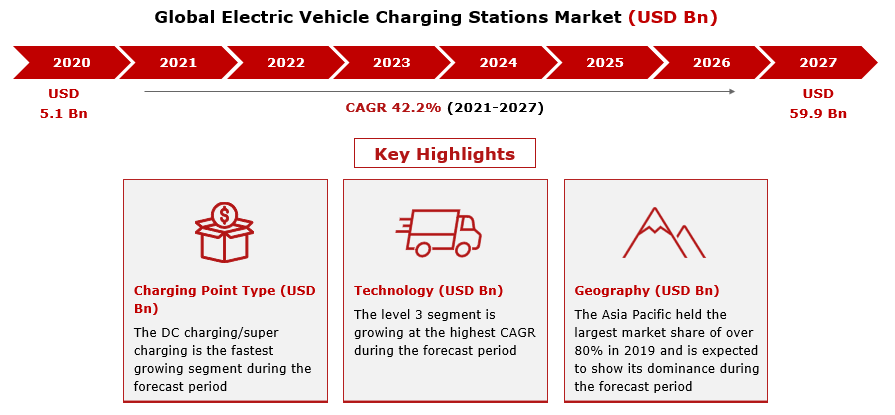 Global Electric Vehicle Charging Stations Market (USD Bn)
2020 2021 2022 2023 2024 2025 2026 2027
USD
5.1 Bn
CAGR 42.2% (2021-2027)
USD
59.9 Bn
Key Highlights
$
Charging Point Type (USD
Bn)
The DC charging/super
charging is the fastest
growing segment during the
forecast period
Technology (USD Bn)
The level 3 segment is
growing at the highest CAGR
during the forecast period
Geography (USD Bn)
The Asia Pacific held the
largest market share of over
80% in 2019 and is expected
to show its dominance during
the forecast period